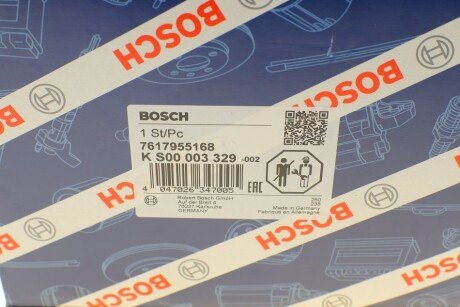 BOSCH
BOSCH
BOSCH
BOSCH
1 St/Pc
7617955168
K S00 003 329 -002
4 047026 347005
EAC
Robert Bosch GmbH
Auf der Breit 4
76227 Karlsruhe
GERMANY
Made in Germany
Fabriqué en Allemagne
BOSCH
BOSCH